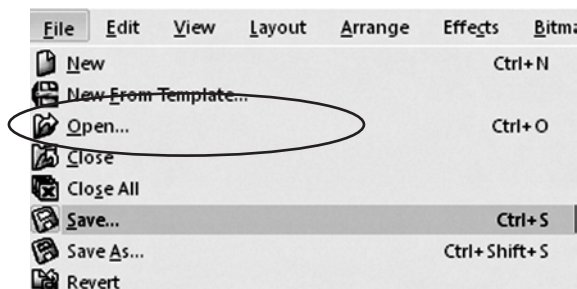 File Edit View Layout Arrange Effects
New Ctrl+N
New From Template...
Open... Ctrl+O
Close
Close All
Save... Ctrl+S
Save As... Ctrl+Shift+S
Revert